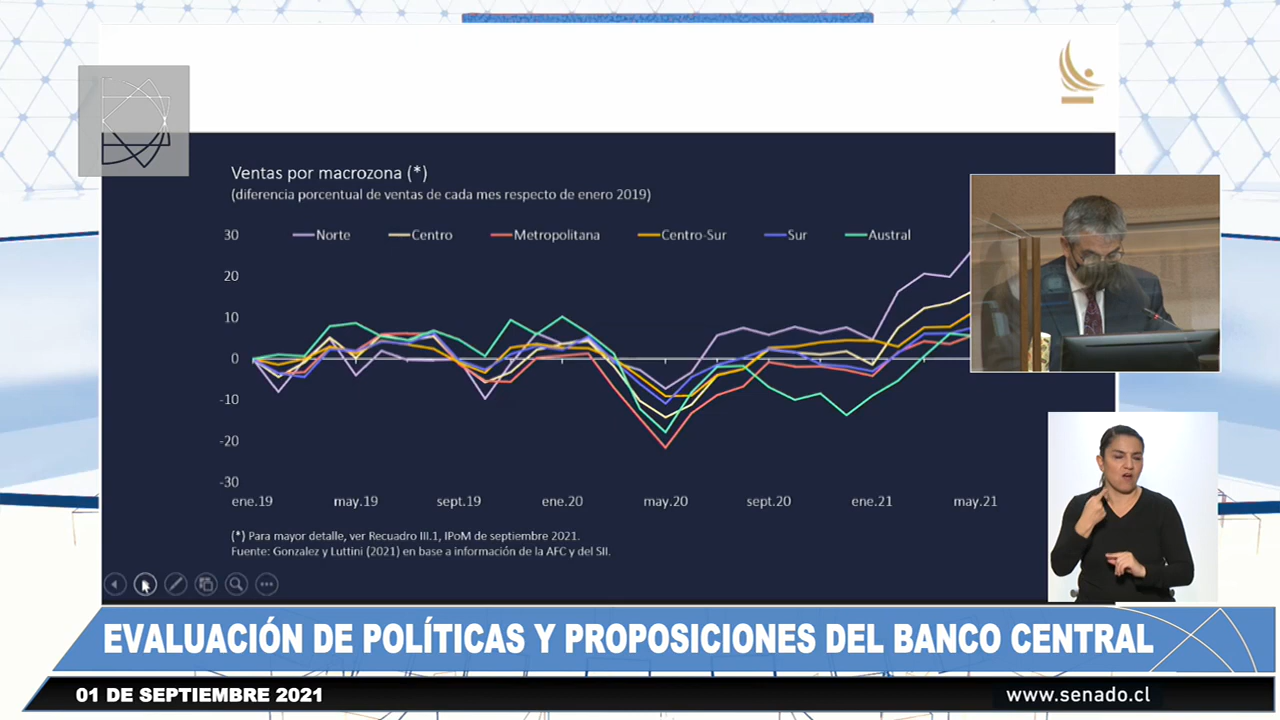 Ventas por macrozona (*)
(diferencia porcentual de ventas de cada mes respecto de enero 2019)
30
Norte
Centro
Metropolitana
Centro-Sur
Sur
Austral
20
10
0
-10
-20
-30
ene.19
may.19
sept.19
ene.20
may.20
sept.20
ene.21
may.21
(*) Para mayor detalle, ver Recuadro III.1, IPoM de septiembre 2021.
Fuente: Gonzalez y Luttini (2021) en base a información de la AFC y del SII.
EVALUACIÓN DE POLÍTICAS Y PROPOSICIONES DEL BANCO CENTRAL
01 DE SEPTIEMBRE 2021
www.senado.cl